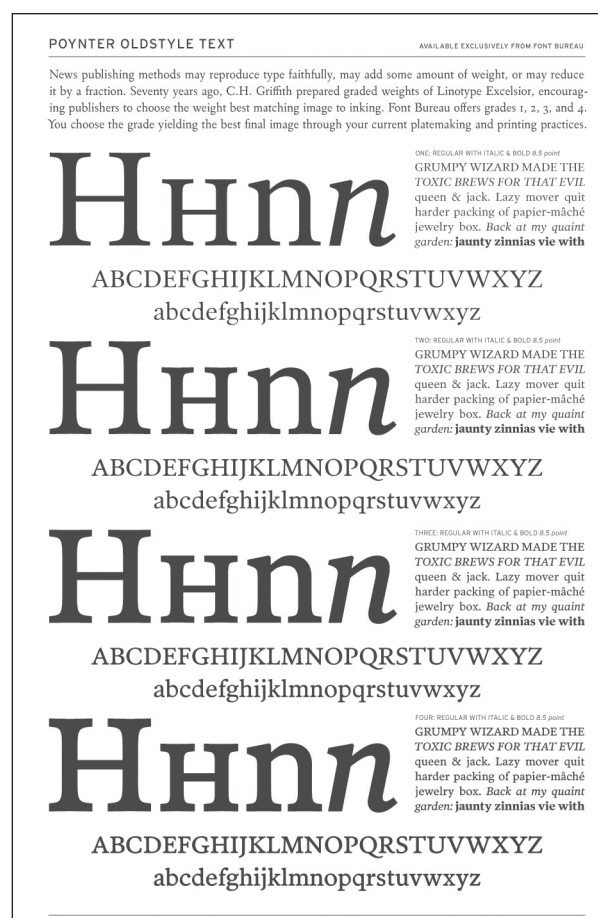 POYNTER OLDSTYLE TEXT
AVAILABLE EXCLUSIVELY FROM FONT BUREAU
News publishing methods may reproduce type faithfully, may add some amount of weight, or may reduce
it by a fraction. Seventy years ago, C.H. Griffith prepared graded weights of Linotype Excelsior, encourag-
ing publishers to choose the weight best matching image to inking. Font Bureau offers grades 1, 2, 3, and 4.
You choose the grade yielding the best final image through your current platemaking and printing practices.
HHnn
ONE: REGULAR WITH ITALIC & BOLD 8.5 point
GRUMPY WIZARD MADE THE
TOXIC BREWS FOR THAT EVIL
queen & jack. Lazy mover quit
harder packing of papier-mâché
jewelry box. Back at my quaint
garden: jaunty zinnias vie with
ABCDEFGHIJKLMNOPQRSTUVWXYZ
abcdefghijklmnopqrstuvwxyz
HHnn
TWO: REGULAR WITH ITALIC & BOLD 8.5 point
GRUMPY WIZARD MADE THE
TOXIC BREWS FOR THAT EVIL
queen & jack. Lazy mover quit
harder packing of papier-mâché
jewelry box. Back at my quaint
garden: jaunty zinnias vie with
ABCDEFGHIJKLMNOPQRSTUVWXYZ
abcdefghijklmnopqrstuvwxyz
HHnn
THREE: REGULAR WITH ITALIC & BOLD 8.5 point
GRUMPY WIZARD MADE THE
TOXIC BREWS FOR THAT EVIL
queen & jack. Lazy mover quit
harder packing of papier-mâché
jewelry box. Back at my quaint
garden: jaunty zinnias vie with
ABCDEFGHIJKLMNOPQRSTUVWXYZ
abcdefghijklmnopqrstuvwxyz
HHnn
FOUR: REGULAR WITH ITALIC & BOLD 8.5 point
GRUMPY WIZARD MADE THE
TOXIC BREWS FOR THAT EVIL
queen & jack. Lazy mover quit
harder packing of papier-mâché
jewelry box. Back at my quaint
garden: jaunty zinnias vie with
ABCDEFGHIJKLMNOPQRSTUVWXYZ
abcdefghijklmnopqrstuvwxyz